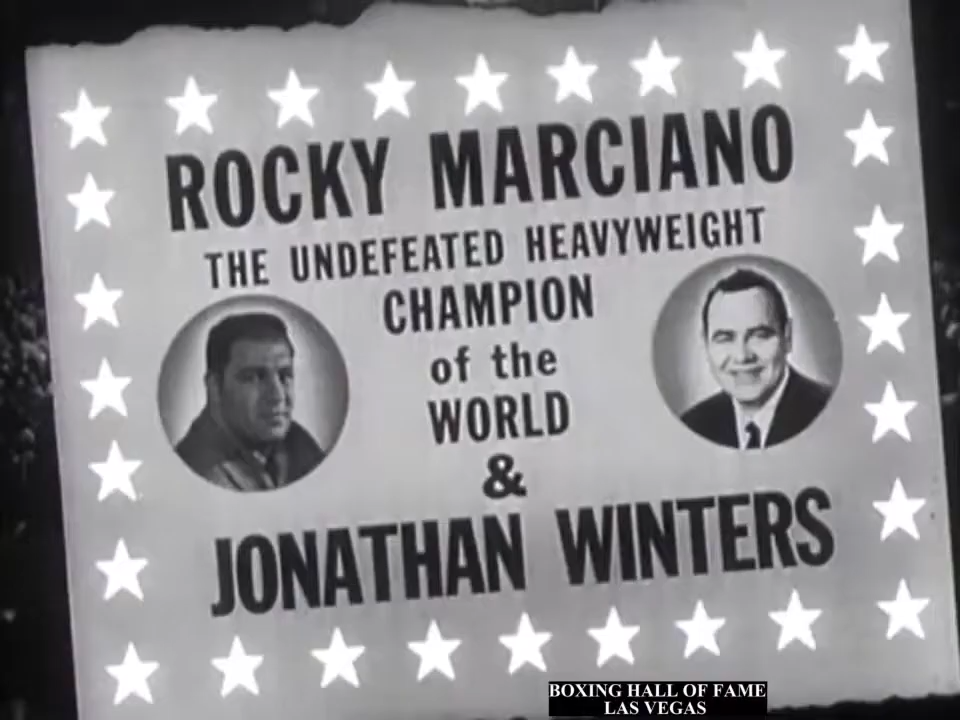 ROCKY MARCIANO
THE UNDEFEATED HEAVYWEIGHT
CHAMPION
of the
WORLD
&
JONATHAN WINTERS
BOXING HALL OF FAME
LAS VEGAS